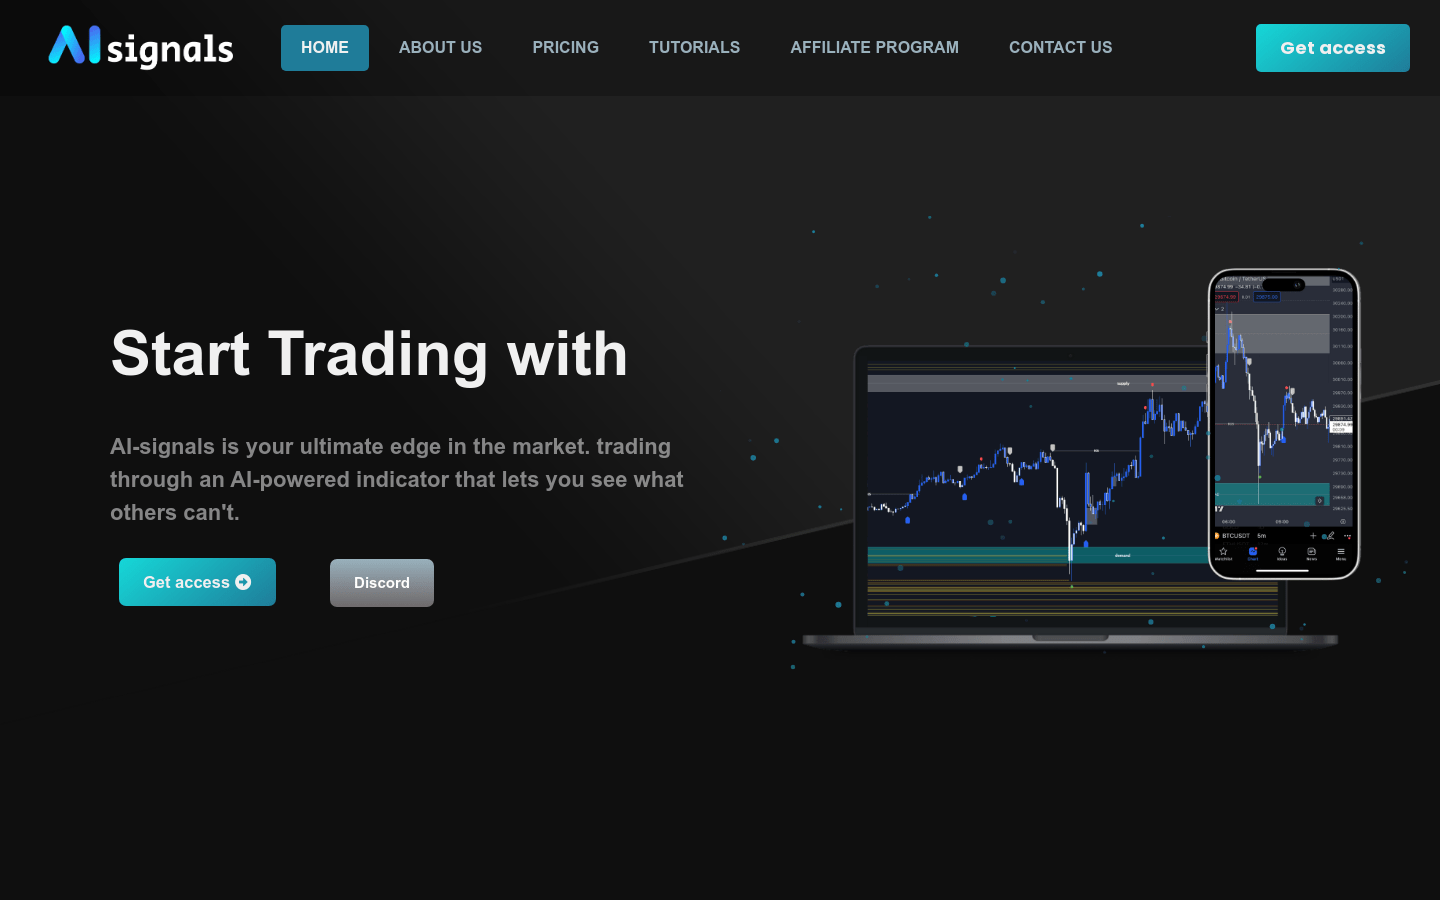 AI signals
HOME
ABOUT US
PRICING
TUTORIALS
AFFILIATE PROGRAM
CONTACT US
Get access
Start Trading with
AI-signals is your ultimate edge in the market. trading
through an AI-powered indicator that lets you see what
others can't.
Get access
Discord
supply
demand
BTCUSDT 5m